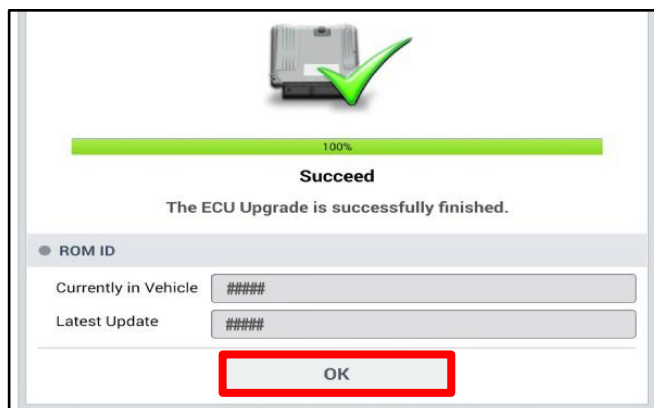 100%
Succeed
The ECU Upgrade is successfully finished.
ROM ID
Currently in Vehicle #####
Latest Update #####
OK